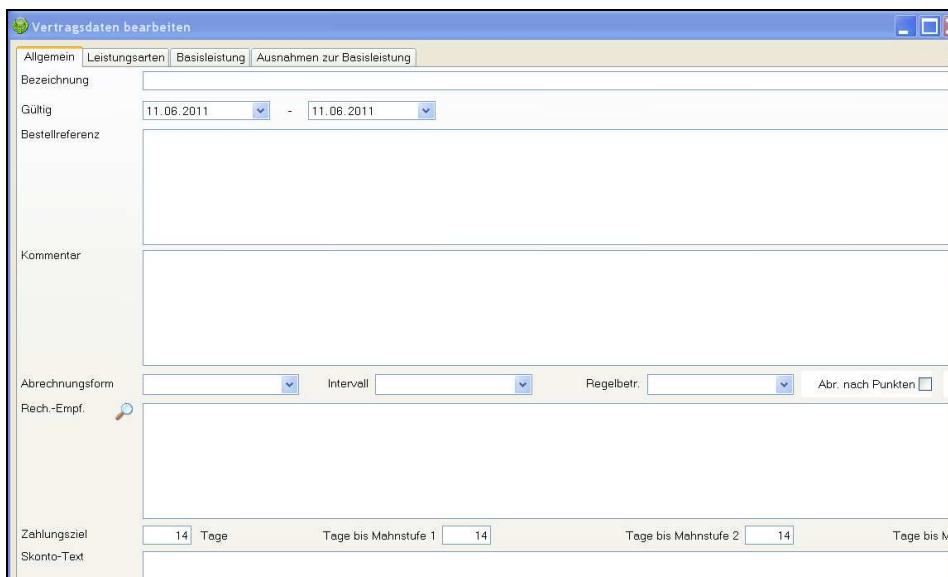 Vertragsdaten bearbeiten
Allgemein Leistungsarten Basisleistung Ausnahmen zur Basisleistung
Bezeichnung
Gültig 11.06.2011 - 11.06.2011
Bestellreferenz
Kommentar
Abrechnungsform Intervall Regelbetr. Abr. nach Punkten
Rech.-Empf.
Zahlungsziel 14 Tage Tage bis Mahnstufe 1 14 Tage bis Mahnstufe 2 14 Tage bis M
Skonto-Text